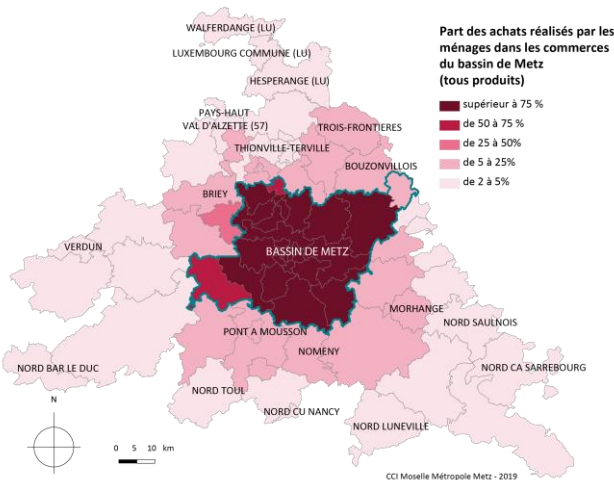 WALFERDANGE (LU)
LUXEMBOURG COMMUNE (LU)
HESPERANGE (LU)
PAYS-HAUT
VAL D'ALZETTE (57)
TROIS-FRONTIERES
THIONVILLE-TERVILLE
BOUZONVILLOIS
BRIEY
VERDUN
BASSIN DE METZ
MORHANGE
NORD SAULNOIS
PONT A MOUSSON
NOMENY
NORD BAR LE DUC
NORD CA SARREBOURG
NORD TOUL
NORD CU NANCY
NORD LUNEVILLE
Part des achats réalisés par les
ménages dans les commerces
du bassin de Metz
(tous produits)
supérieur à 75 %
de 50 à 75 %
de 25 à 50%
de 5 à 25%
de 2 à 5%
N
0 5 10 km
CCI Moselle Métropole Metz - 2019